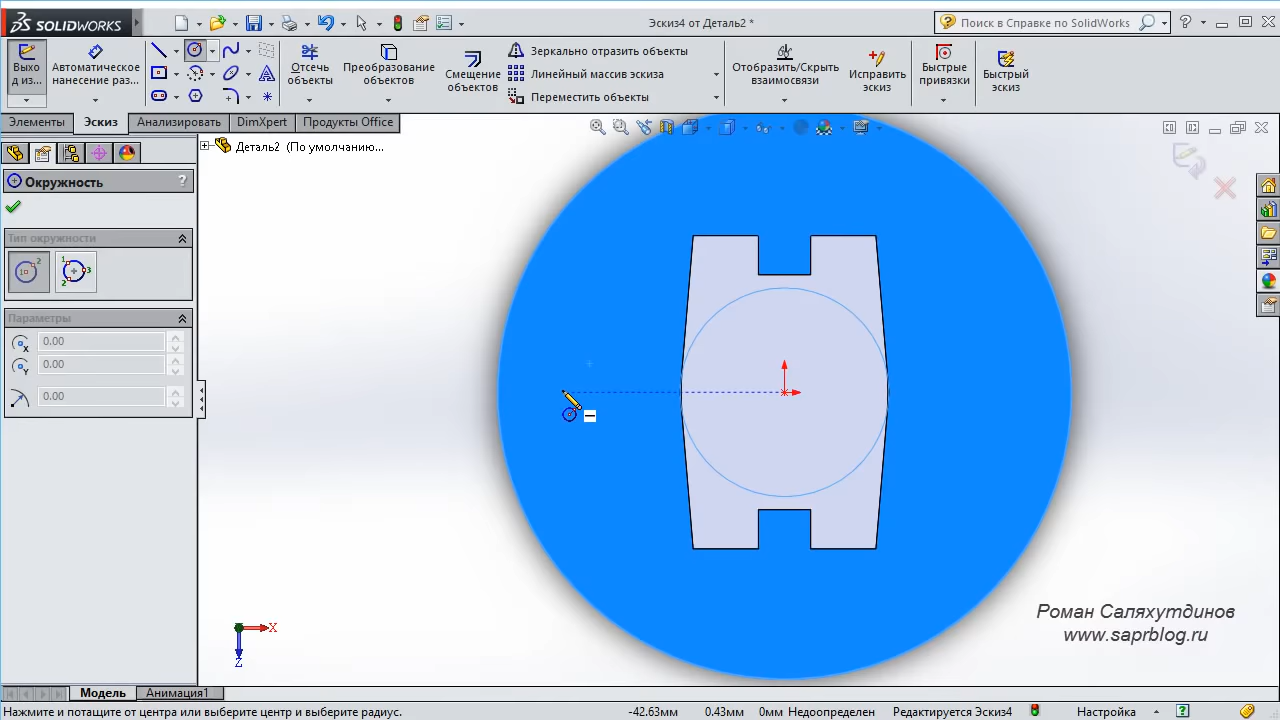 SOLIDWORKS
Эскиз4 от Деталь2 *
Поиск в Справке по SolidWorks
?
Выхо
д из...
Автоматическое
нанесение раз...
Отсечь
объекты
Преобразование
объектов
Смещение
объектов
Зеркально отразить объекты
Линейный массив эскиза
Переместить объекты
Отобразить/Скрыть
взаимосвязи
Исправить
эскиз
Быстрые
привязки
Быстрый
эскиз
Элементы
Эскиз
Анализировать
DimXpert
Продукты Office
Деталь2 (По умолчанию...
Окружность
?
Тип окружности
Параметры
0.00
0.00
0.00
X
Z
Роман Саляхутдинов
www.saprblog.ru
Модель
Анимация1
Нажмите и потащите от центра или выберите центр и выберите радиус.
-42.63мм
0.43мм
0мм
Недоопределен
Редактируется Эскиз4
Настройка
?